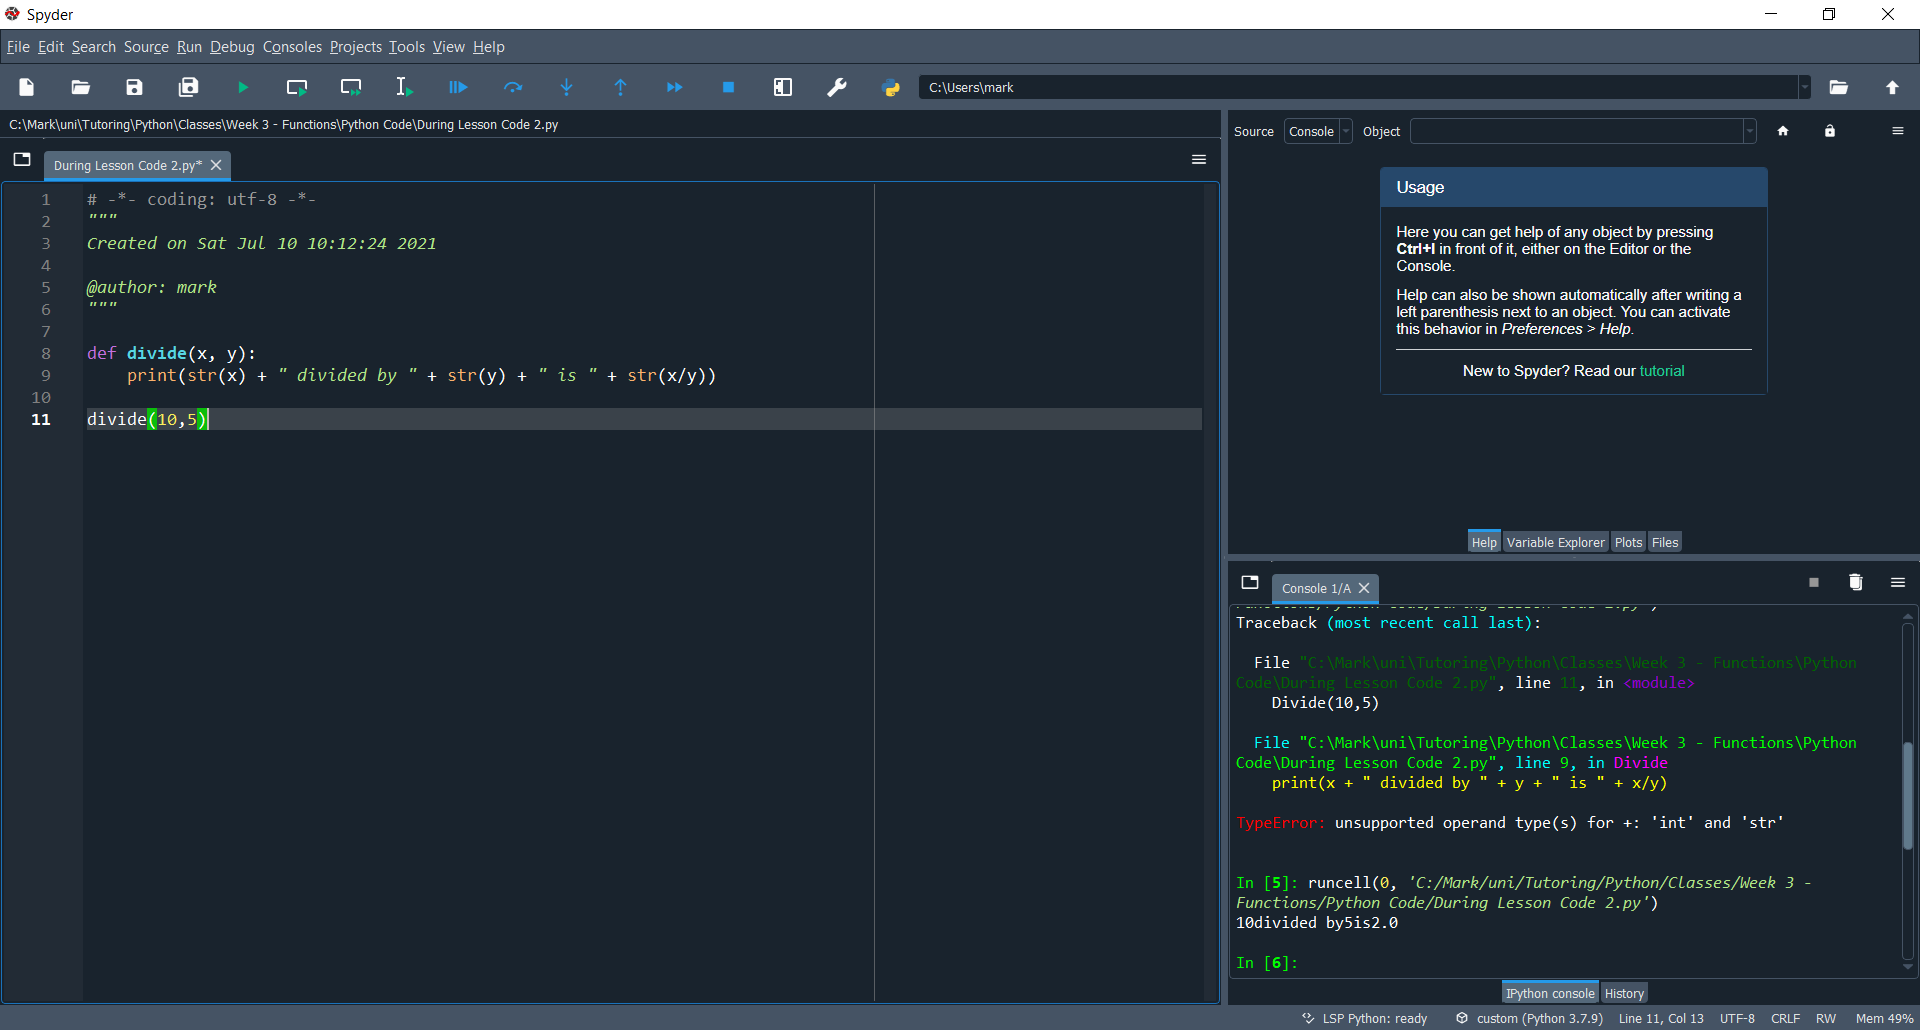 Spyder
File Edit Search Source Run Debug Consoles Projects Tools View Help
C:\Users\mark
C:\Mark\uni\Tutoring\Python\Classes\Week 3 - Functions\Python Code\During Lesson Code 2.py
During Lesson Code 2.py*
1 # -*- coding: utf-8 -*-
2 """
3 Created on Sat Jul 10 10:12:24 2021
4
5 @author: mark
6 """
7
8 def divide(x, y):
9     print(str(x) + " divided by " + str(y) + " is " + str(x/y))
10
11 divide(10,5)
Source Console Object
Usage
Here you can get help of any object by pressing
Ctrl+I in front of it, either on the Editor or the
Console.
Help can also be shown automatically after writing a
left parenthesis next to an object. You can activate
this behavior in Preferences > Help.
New to Spyder? Read our tutorial
Help Variable Explorer Plots Files
Console 1/A
Traceback (most recent call last):
  File "C:\Mark\uni\Tutoring\Python\Classes\Week 3 - Functions\Python
Code\During Lesson Code 2.py", line 11, in <module>
    Divide(10,5)
  File "C:\Mark\uni\Tutoring\Python\Classes\Week 3 - Functions\Python
Code\During Lesson Code 2.py", line 9, in Divide
    print(x + " divided by " + y + " is " + x/y)
TypeError: unsupported operand type(s) for +: 'int' and 'str'
In [5]: runcell(0, 'C:/Mark/uni/Tutoring/Python/Classes/Week 3 -
Functions/Python Code/During Lesson Code 2.py')
10divided by5is2.0
In [6]:
IPython console History
LSP Python: ready custom (Python 3.7.9) Line 11, Col 13 UTF-8 CRLF RW Mem 49%